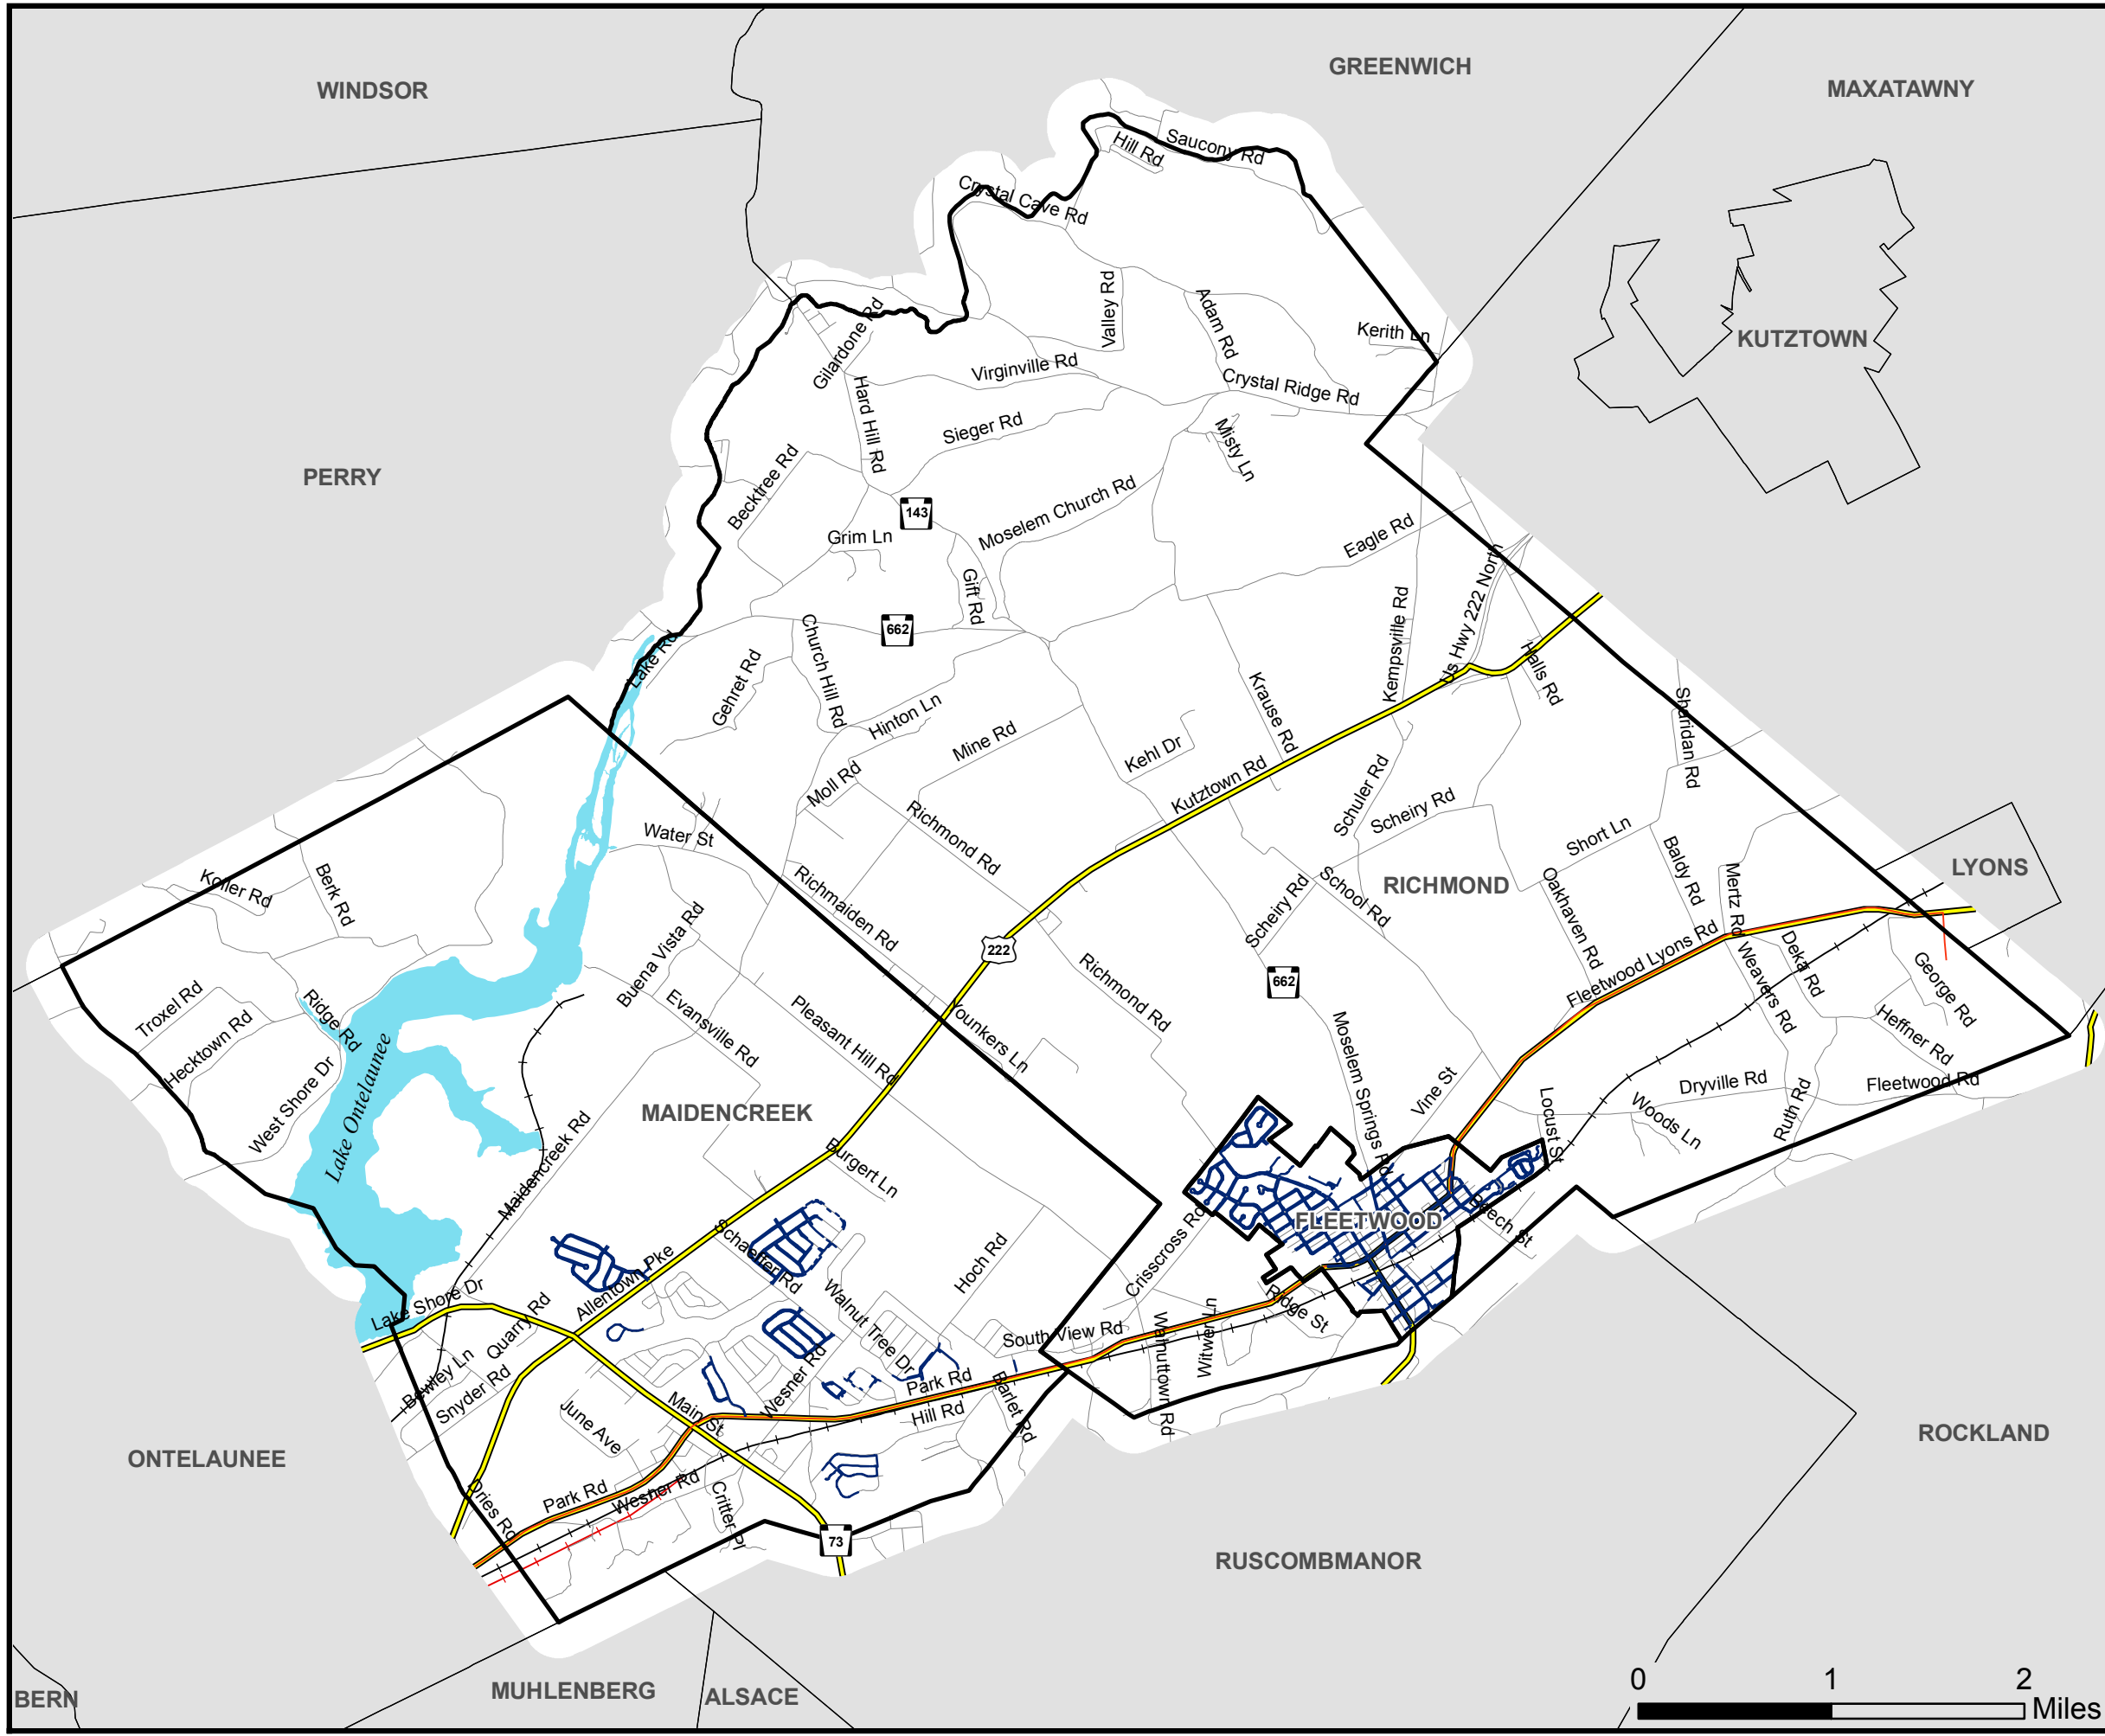 GREENWICH
WINDSOR
MAXATAWNY
Saucony Rd
Hill Rd
Crystal Cave Rd
Valley Rd
Adam Rd
Kerith Ln
KUTZTOWN
Gilardone Rd
Virginville Rd
Crystal Ridge Rd
Hard Hill Rd
Sieger Rd
Misty Ln
PERRY
Becktree Rd
143
Moselem Church Rd
Grim Ln
Eagle Rd
Gift Rd
Us Hwy 222 North
Kempsville Rd
662
Church Hill Rd
Lake Rd
Gehret Rd
Halls Rd
Krause Rd
Hinton Ln
Mine Rd
Kehl Dr
Sharidan Rd
Moll Rd
Kutztown Rd
Schuler Rd
Scheiry Rd
Richmond Rd
Water St
Short Ln
LYONS
Koller Rd
Berk Rd
Richmaiden Rd
Scheiry Rd
School Rd
RICHMOND
Baldy Rd
Mertz Rd
Oakhaven Rd
Buena Vista Rd
222
Fleetwood Lyons Rd
Deka Rd
Weavers Rd
George Rd
662
Richmond Rd
Troxel Rd
Ridge Rd
Hecktown Rd
Evansville Rd
Pleasant Hill Rd
Younkers Ln
Moselem Springs Rd
Heffner Rd
Lake Ontelaunee
West Shore Dr
Vine St
Locust St
Dryville Rd
Fleetwood Rd
Woods Ln
Ruth Rd
MAIDENCREEK
Maidencreek Rd
Burgert Ln
FLEETWOOD
Beech St
Schaeffer Rd
Hoch Rd
Crisscross Rd
Allentown Pke
Walnut Tree Dr
Lake Shore Dr
Quarry Rd
South View Rd
Walnuttown Rd
Witwer Ln
Ridge St
Bewley Ln
Snyder Rd
Wesner Rd
Park Rd
Hill Rd
Barlet Rd
June Ave
Main St
ONTELAUNEE
ROCKLAND
Dries Rd
Park Rd
Wesner Rd
Critter Pl
73
RUSCOMBMANOR
BERN
MUHLENBERG
ALSACE
0 1 2
Miles